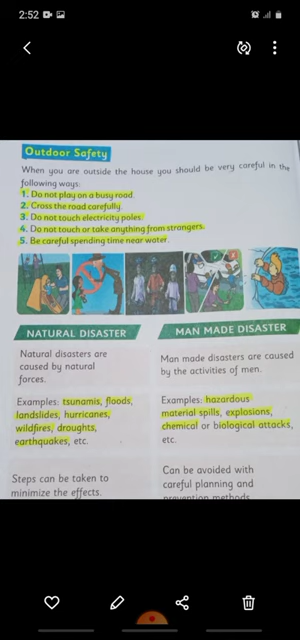 2:52
Outdoor Safety
When you are outside the house you should be very careful in the
following ways:
1. Do not play on a busy road.
2. Cross the road carefully.
3. Do not touch electricity poles.
4. Do not touch or take anything from strangers.
5. Be careful spending time near water.
NATURAL DISASTER
Natural disasters are
caused by natural
forces.
Examples: tsunamis, floods,
landslides, hurricanes,
wildfires, droughts,
earthquakes, etc.
Steps can be taken to
minimize the effects.
MAN MADE DISASTER
Man made disasters are caused
by the activities of men.
Examples: hazardous
material spills, explosions,
chemical or biological attacks,
etc.
Can be avoided with
careful planning and
prevention methods.